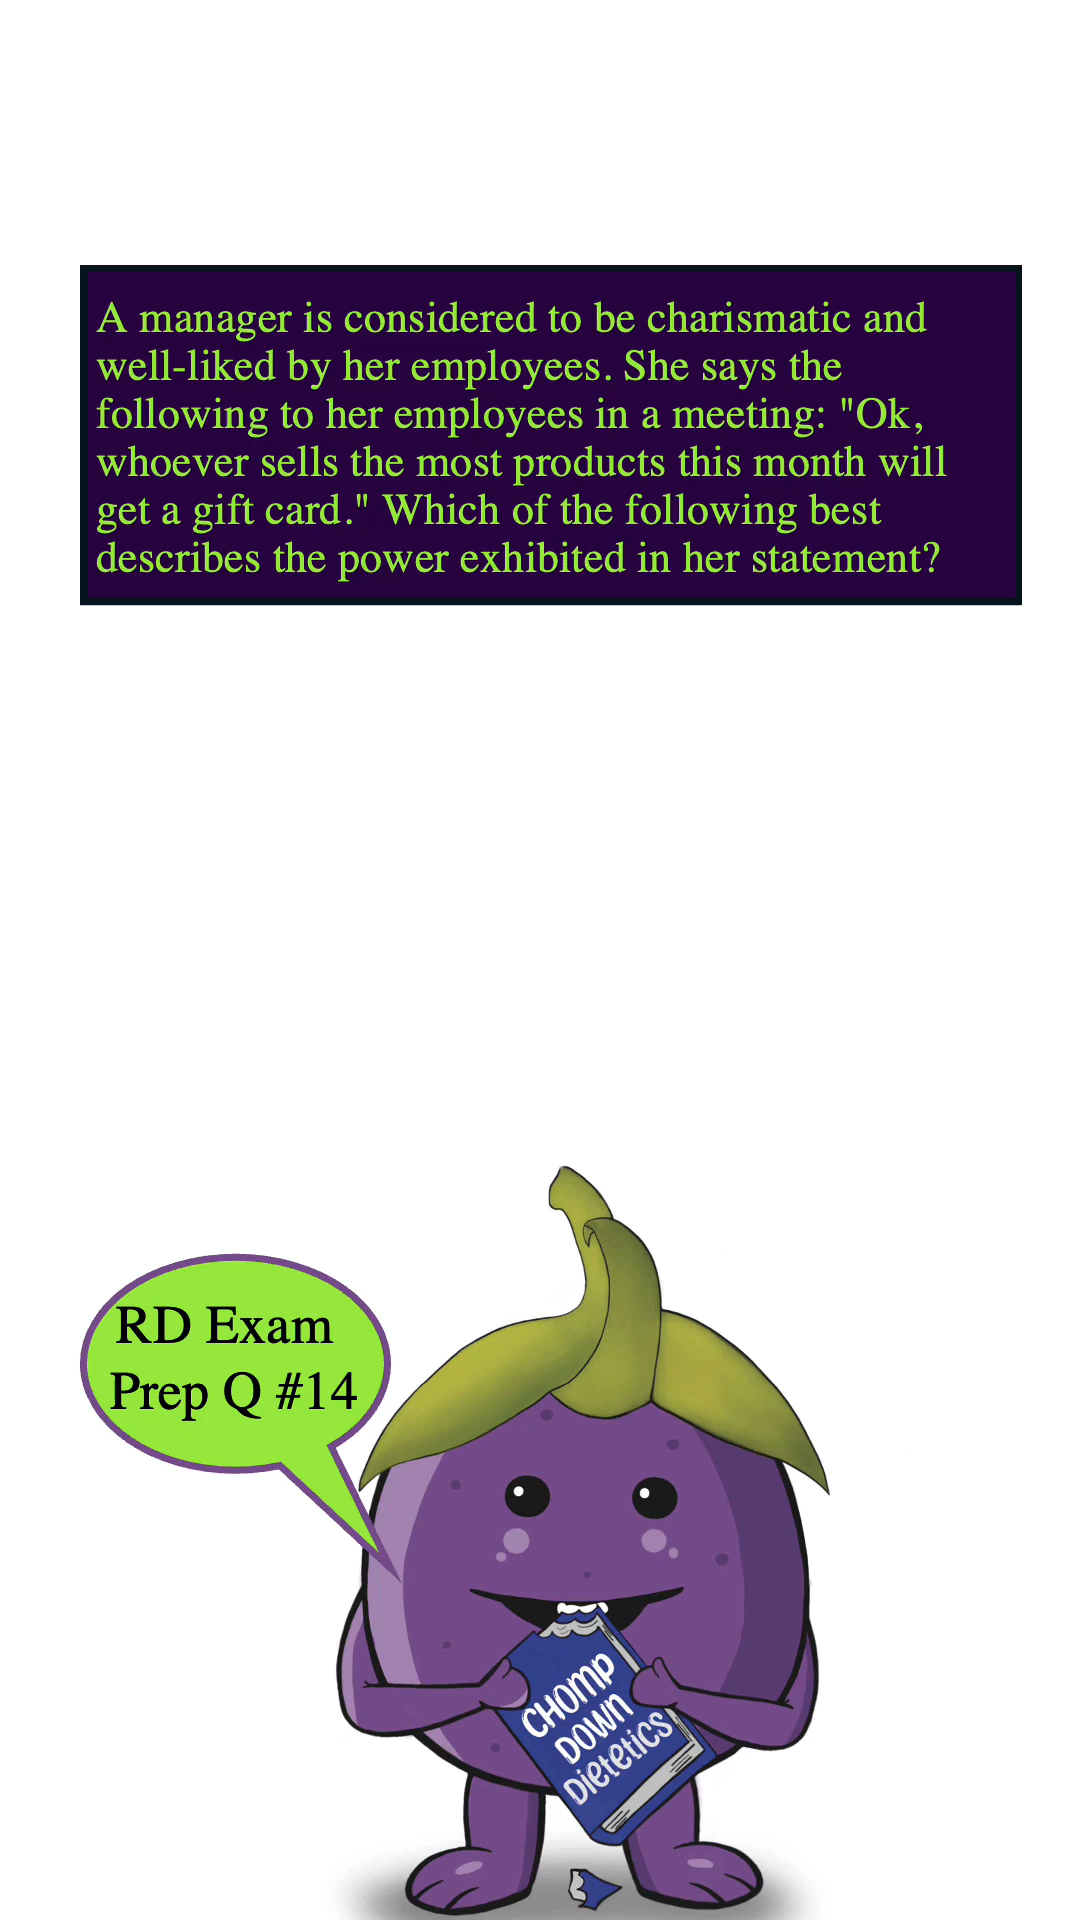 A manager is considered to be charismatic and
well-liked by her employees. She says the
following to her employees in a meeting: "Ok,
whoever sells the most products this month will
get a gift card." Which of the following best
describes the power exhibited in her statement?
RD Exam
Prep Q #14
CHOMP
DOWN
Dietetics